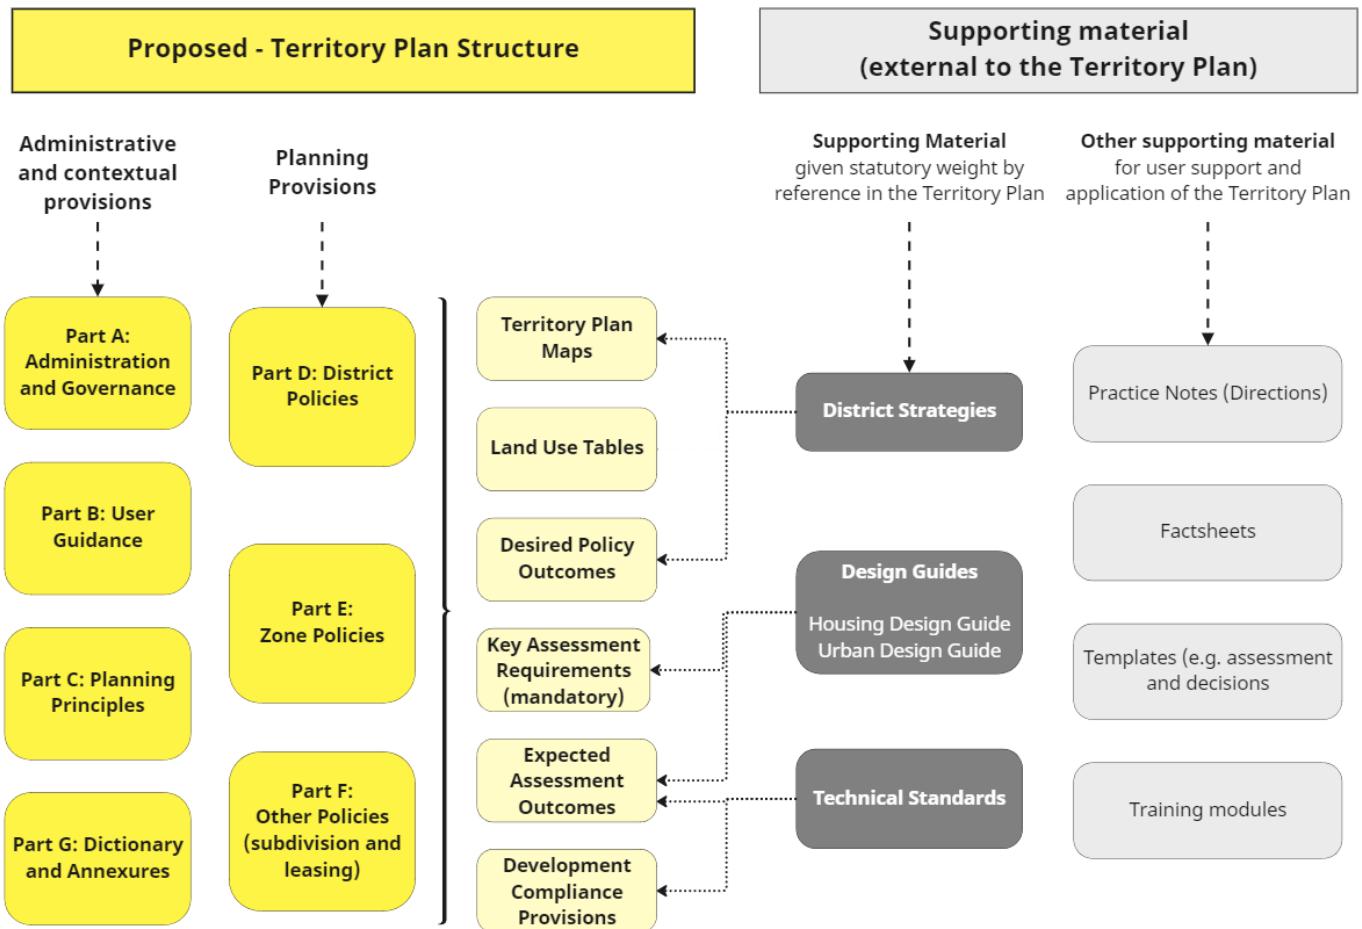 Proposed - Territory Plan Structure
Supporting material
(external to the Territory Plan)
Administrative
and contextual
provisions
Planning
Provisions
Supporting Material
given statutory weight by
reference in the Territory Plan
Other supporting material
for user support and
application of the Territory Plan
Part A:
Administration
and Governance
Part B: User
Guidance
Part C: Planning
Principles
Part G: Dictionary
and Annexures
Part D: District
Policies
Part E:
Zone Policies
Part F:
Other Policies
(subdivision and
leasing)
Territory Plan
Maps
Land Use Tables
Desired Policy
Outcomes
Key Assessment
Requirements
(mandatory)
Expected
Assessment
Outcomes
Development
Compliance
Provisions
District Strategies
Design Guides
Housing Design Guide
Urban Design Guide
Technical Standards
Practice Notes (Directions)
Factsheets
Templates (e.g. assessment
and decisions
Training modules